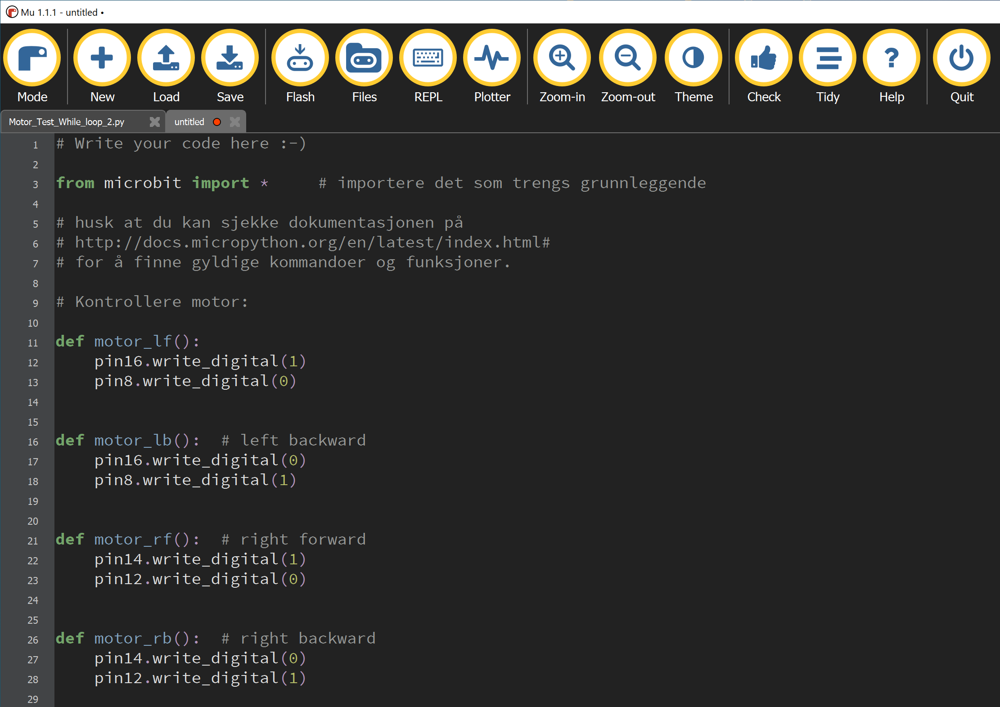 Mu 1.1.1 - untitled •
Mode New Load Save Flash Files REPL Plotter Zoom-in Zoom-out Theme Check Tidy Help Quit
Motor_Test_While_loop_2.py untitled
1 # Write your code here :-)
2
3 from microbit import *     # importere det som trengs grunnleggende
4
5 # husk at du kan sjekke dokumentasjonen på
6 # http://docs.micropython.org/en/latest/index.html#
7 # for å finne gyldige kommandoer og funksjoner.
8
9 # Kontrollere motor:
10
11 def motor_lf():
12     pin16.write_digital(1)
13     pin8.write_digital(0)
14
15
16 def motor_lb():  # left backward
17     pin16.write_digital(0)
18     pin8.write_digital(1)
19
20
21 def motor_rf():  # right forward
22     pin14.write_digital(1)
23     pin12.write_digital(0)
24
25
26 def motor_rb():  # right backward
27     pin14.write_digital(0)
28     pin12.write_digital(1)
29